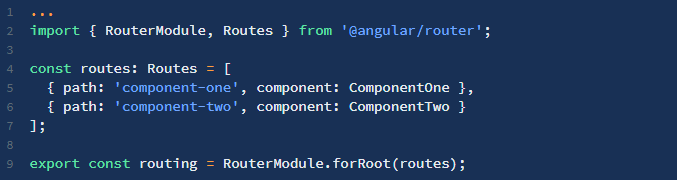 1 ...
2 import { RouterModule, Routes } from '@angular/router';
3
4 const routes: Routes = [
5   { path: 'component-one', component: ComponentOne },
6   { path: 'component-two', component: ComponentTwo }
7 ];
8
9 export const routing = RouterModule.forRoot(routes);